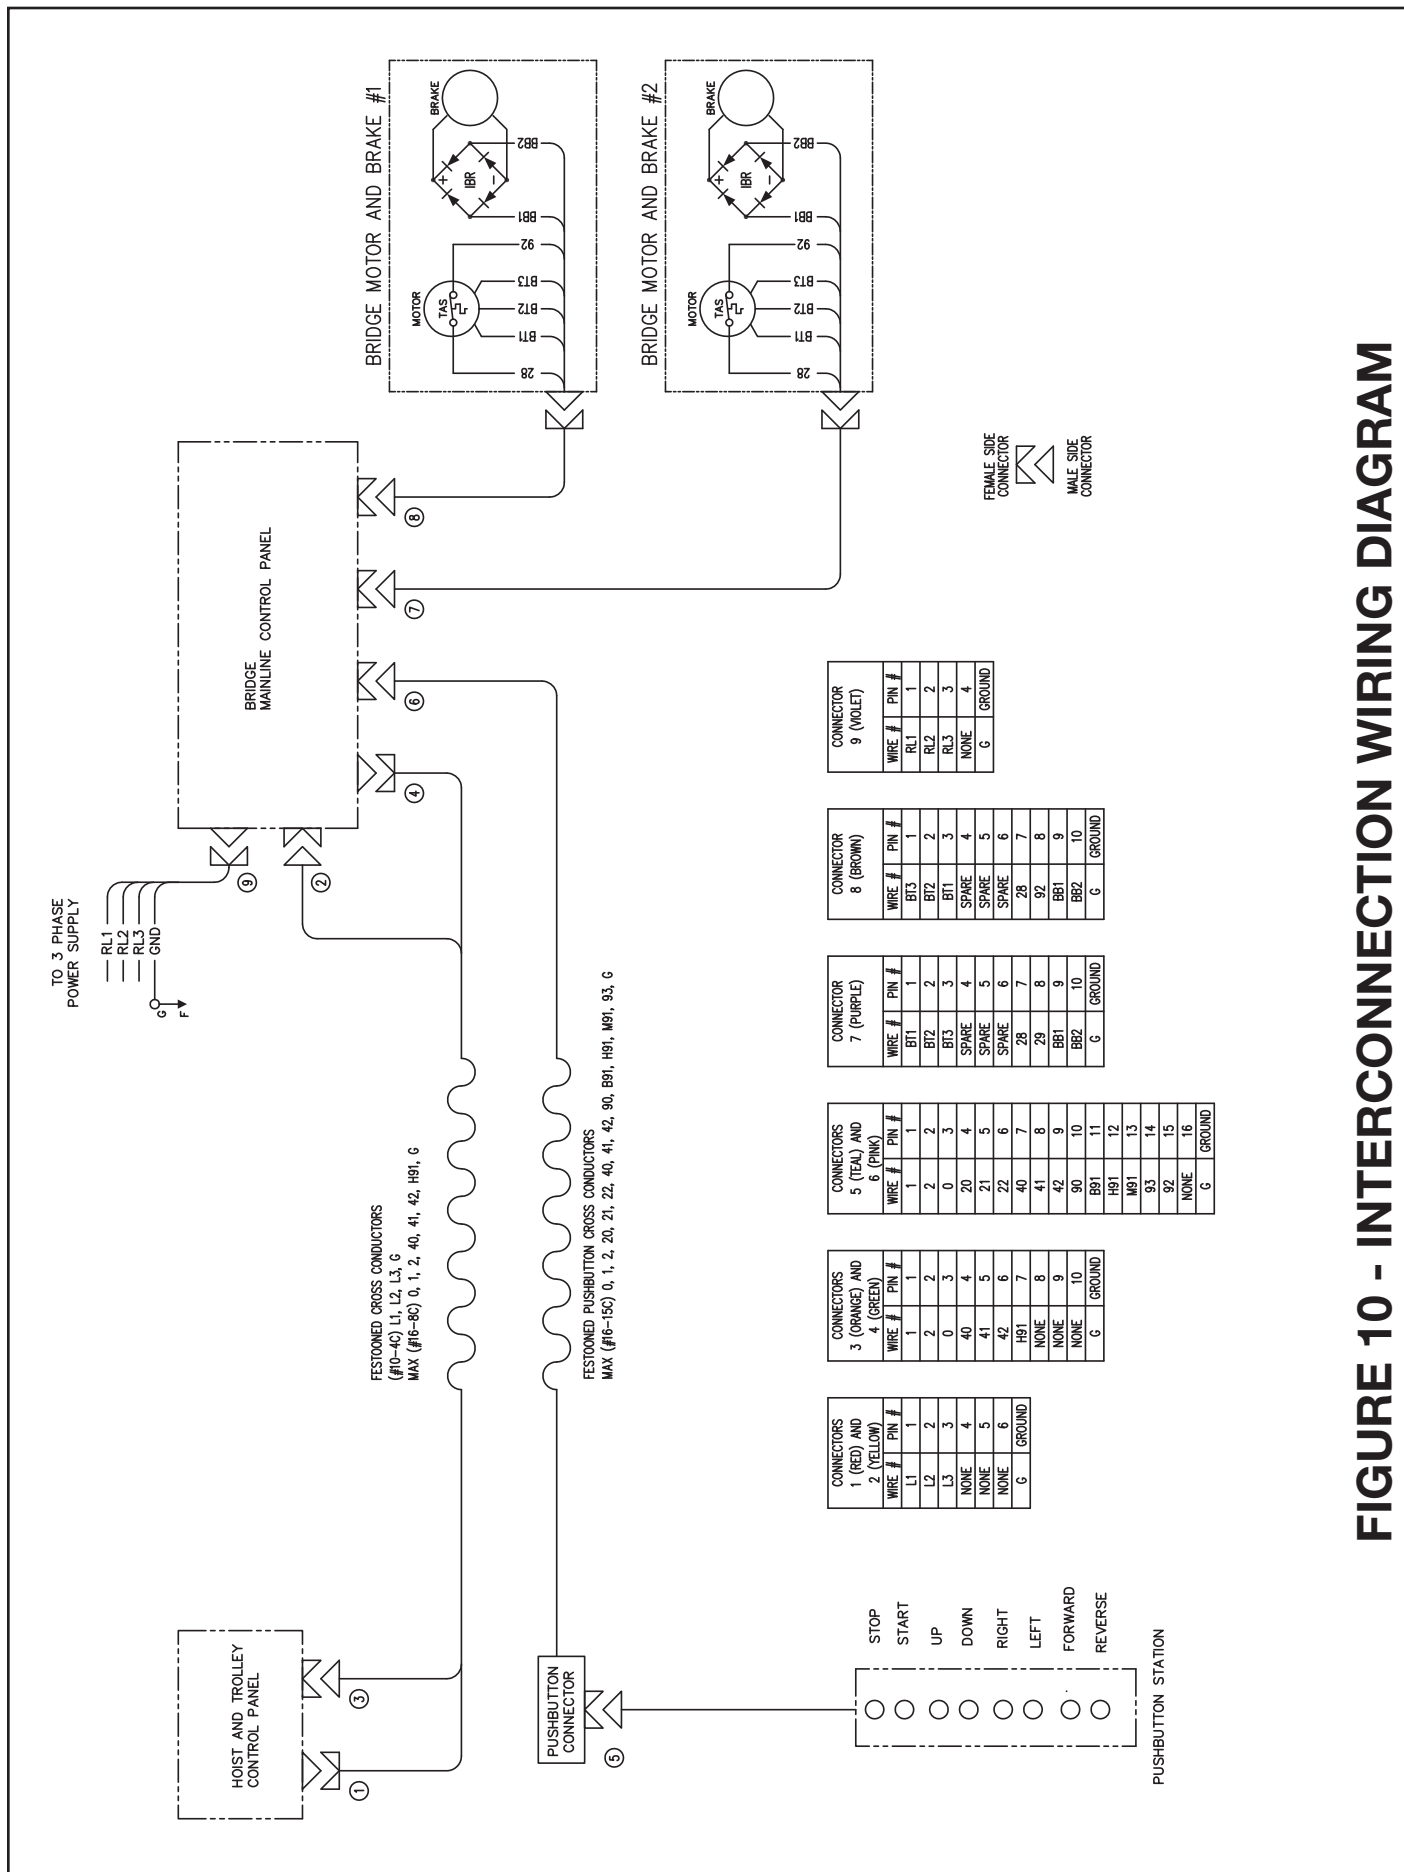 TO 3 PHASE
POWER SUPPLY
RL1
RL2
RL3
GND
G
F
9
2
BRIDGE
MAINLINE CONTROL PANEL
4
6
7
8
HOIST AND TROLLEY
CONTROL PANEL
1
3
FESTOONED CROSS CONDUCTORS
(#10-4C) L1, L2, L3, G
MAX (#16-8C) 0, 1, 2, 40, 41, 42, H91, G
BRIDGE MOTOR AND BRAKE #1
MOTOR
TAS
BRAKE
IBR
+
-
28
BT1
BT2
BT3
92
BB1
BB2
PUSHBUTTON
CONNECTOR
5
FESTOONED PUSHBUTTON CROSS CONDUCTORS
MAX (#16-15C) 0, 1, 2, 20, 21, 22, 40, 41, 42, 90, B91, H91, M91, 93, G
BRIDGE MOTOR AND BRAKE #2
MOTOR
TAS
BRAKE
IBR
+
-
28
BT1
BT2
BT3
92
BB1
BB2
STOP
START
UP
DOWN
RIGHT
LEFT
FORWARD
REVERSE
PUSHBUTTON STATION
CONNECTORS
1 (RED) AND
2 (YELLOW)
WIRE # PIN #
L1 1
L2 2
L3 3
NONE 4
NONE 5
NONE 6
G GROUND
CONNECTORS
3 (ORANGE) AND
4 (GREEN)
WIRE # PIN #
1 1
2 2
0 3
40 4
41 5
42 6
H91 7
NONE 8
NONE 9
NONE 10
G GROUND
CONNECTORS
5 (TEAL) AND
6 (PINK)
WIRE # PIN #
1 1
2 2
0 3
20 4
21 5
22 6
40 7
41 8
42 9
90 10
B91 11
H91 12
M91 13
93 14
92 15
NONE 16
G GROUND
CONNECTOR
7 (PURPLE)
WIRE # PIN #
BT1 1
BT2 2
BT3 3
SPARE 4
SPARE 5
SPARE 6
28 7
29 8
BB1 9
BB2 10
G GROUND
CONNECTOR
8 (BROWN)
WIRE # PIN #
BT3 1
BT2 2
BT1 3
SPARE 4
SPARE 5
SPARE 6
28 7
92 8
BB1 9
BB2 10
G GROUND
CONNECTOR
9 (VIOLET)
WIRE # PIN #
RL1 1
RL2 2
RL3 3
NONE 4
G GROUND
FEMALE SIDE
CONNECTOR
MALE SIDE
CONNECTOR
FIGURE 10 - INTERCONNECTION WIRING DIAGRAM